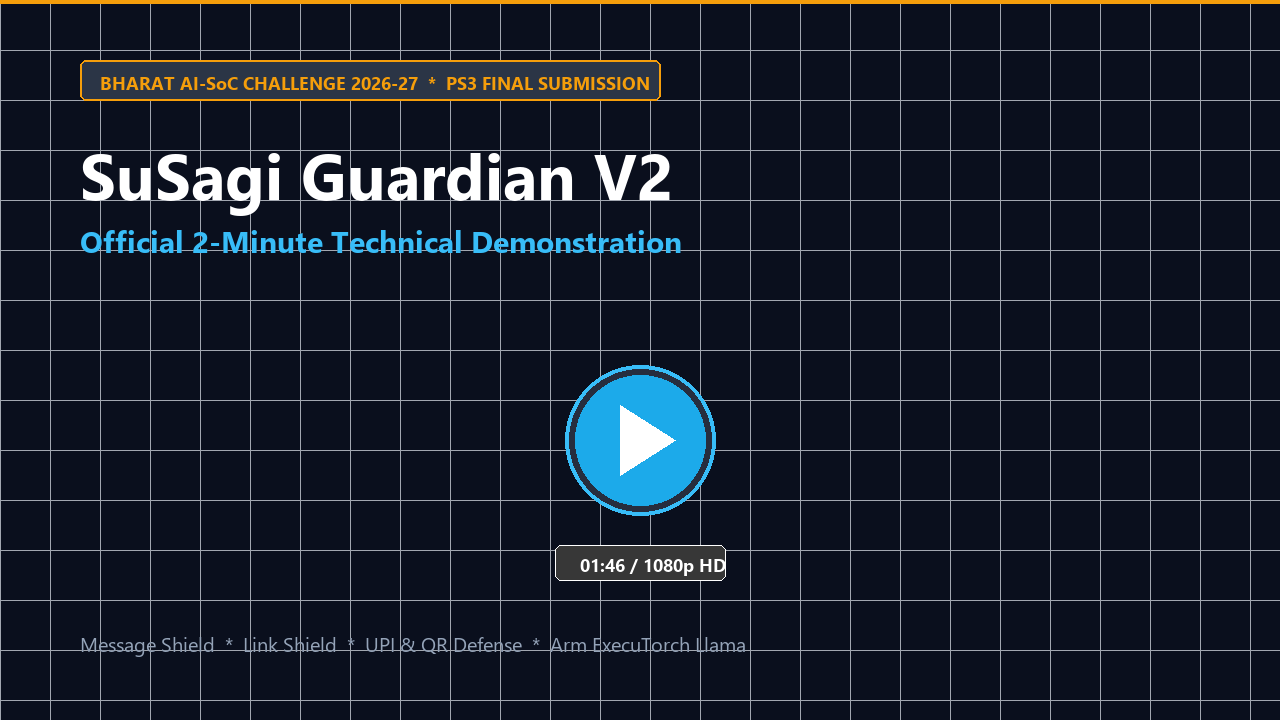 BHARAT AI-SoC CHALLENGE 2026-27 * PS3 FINAL SUBMISSION
SuSagi Guardian V2
Official 2-Minute Technical Demonstration
01:46 / 1080p HD
Message Shield * Link Shield * UPI & QR Defense * Arm ExecuTorch Llama